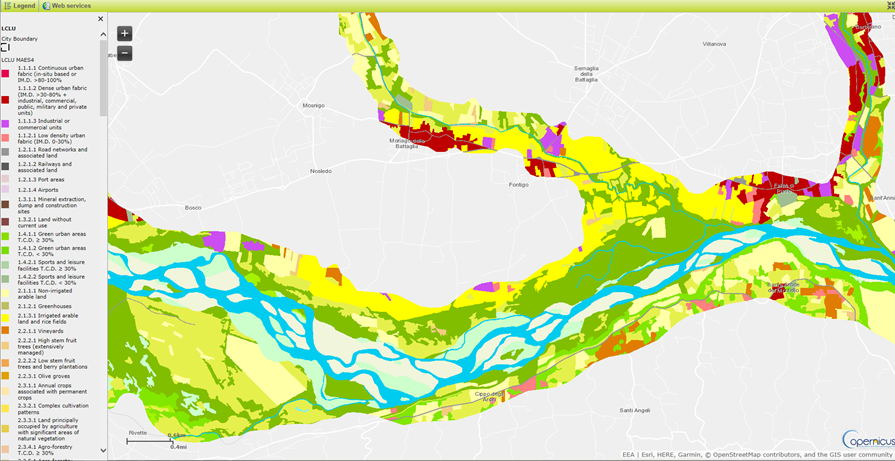 Legend
Web services
LCLU
City Boundary
LCLU MAES4
1.1.1.1 Continuous urban
fabric (in-situ based or
IM.D. >80-100%
1.1.1.2 Dense urban fabric
(IM.D. >30-80% +
industrial, commercial,
public, military and private
units)
1.1.1.3 Industrial or
commercial units
1.1.2.1 Low density urban
fabric (IM.D. 0-30%)
1.2.1.1 Road networks and
associated land
1.2.1.2 Railways and
associated land
1.2.1.3 Port areas
1.2.1.4 Airports
1.3.1.1 Mineral extraction,
dump and construction
sites
1.3.2.1 Land without
current use
1.4.1.1 Green urban areas
T.C.D. ≥ 30%
1.4.1.2 Green urban areas
T.C.D. < 30%
1.4.2.1 Sports and leisure
facilities T.C.D. ≥ 30%
1.4.2.2 Sports and leisure
facilities T.C.D. < 30%
2.1.1.1 Non-irrigated
arable land
2.1.2.1 Greenhouses
2.1.3.1 Irrigated arable
land and rice fields
2.2.1.1 Vineyards
2.2.2.1 High stem fruit
trees (extensively
managed)
2.2.2.2 Low stem fruit
trees and berry plantations
2.2.3.1 Olive groves
2.3.1.1 Annual crops
associated with permanent
crops
2.3.2.1 Complex cultivation
patterns
2.3.3.1 Land principally
occupied by agriculture
with significant areas of
natural vegetation
2.3.4.1 Agro-forestry
T.C.D. ≥ 30%
+
−
Villanova
Sernaglia
della
Battaglia
Mosnigo
Moriago della
Battaglia
Nosledo
Fontigo
Falzè di
Piave
Sant'Anna
Bosco
Cippo degli
Arditi
Santi Angeli
Rivette
0.6km
0.4mi
Copernicus
EEA | Esri, HERE, Garmin, © OpenStreetMap contributors, and the GIS user community